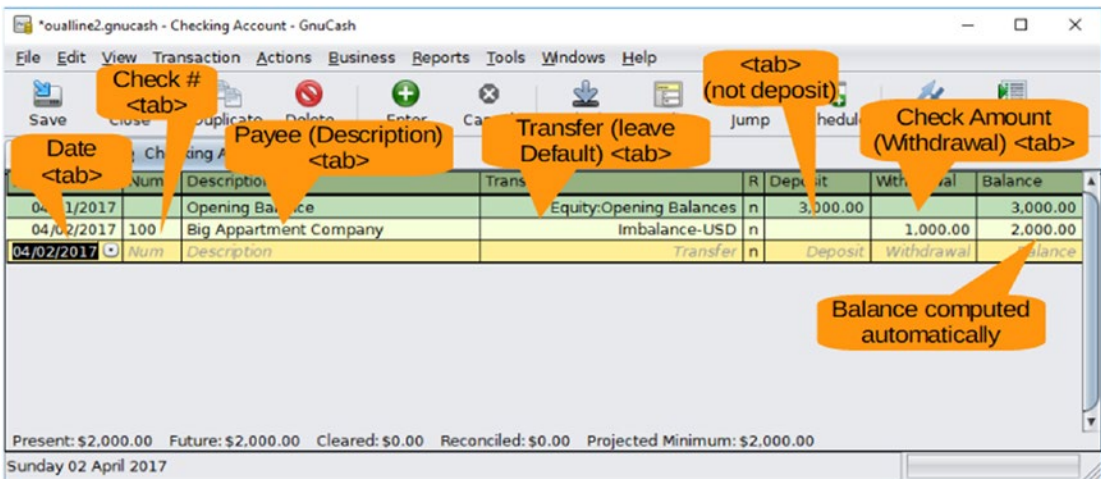 *oualline2.gnucash - Checking Account - GnuCash
File Edit View Transaction Actions Business Reports Tools Windows Help
Check #
<tab>
<tab>
(not deposit)
Save Duplicate Delete Enter Jump
Date
<tab>
Payee (Description)
<tab>
Transfer (leave
Default) <tab>
Check Amount
(Withdrawal) <tab>
Num Description R Deposit Balance
2017 Opening Balance Equity:Opening Balances n 3,000.00 3,000.00
04/02/2017 100 Big Appartment Company Imbalance-USD n 1,000.00 2,000.00
04/02/2017 Num Description Transfer n Deposit Withdrawal
Balance computed
automatically
Present: $2,000.00 Future: $2,000.00 Cleared: $0.00 Reconciled: $0.00 Projected Minimum: $2,000.00
Sunday 02 April 2017